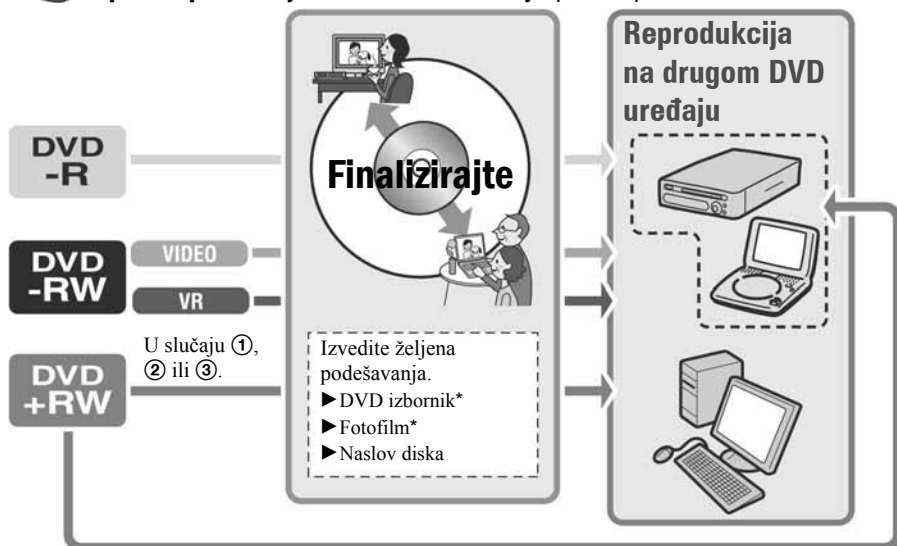 Reprodukcija
na drugom DVD
uređaju
DVD
-R
Finalizirajte
DVD
-RW
VIDEO
VR
U slučaju ①,
② ili ③.
DVD
+RW
Izvedite željena
podešavanja.
►DVD izbornik*
►Fotofilm*
►Naslov diska